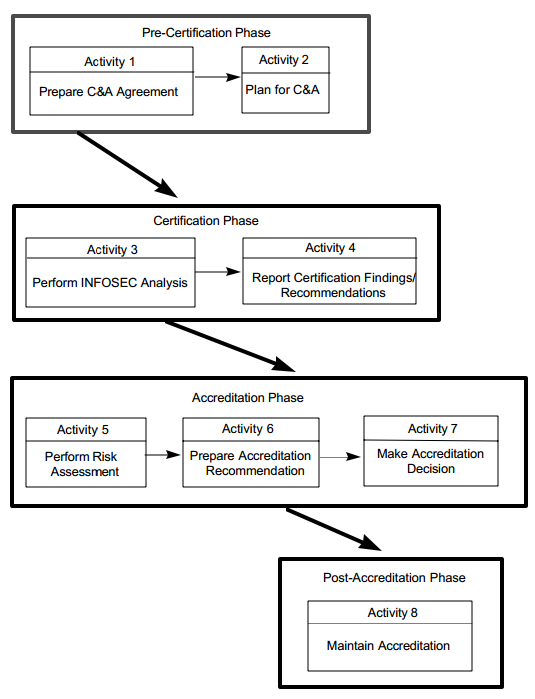 Pre-Certification Phase
Activity 1
Prepare C&A Agreement
Activity 2
Plan for C&A
Certification Phase
Activity 3
Perform INFOSEC Analysis
Activity 4
Report Certification Findings/
Recommendations
Accreditation Phase
Activity 5
Perform Risk
Assessment
Activity 6
Prepare Accreditation
Recommendation
Activity 7
Make Accreditation
Decision
Post-Accreditation Phase
Activity 8
Maintain Accreditation